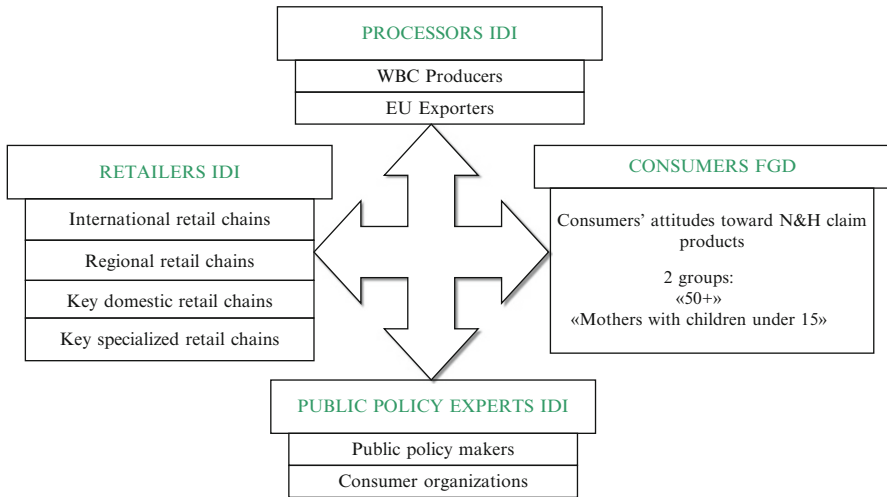 PROCESSORS IDI
WBC Producers
EU Exporters
RETAILERS IDI
International retail chains
Regional retail chains
Key domestic retail chains
Key specialized retail chains
CONSUMERS FGD
Consumers’ attitudes toward N&H claim
products
2 groups:
«50+»
«Mothers with children under 15»
PUBLIC POLICY EXPERTS IDI
Public policy makers
Consumer organizations